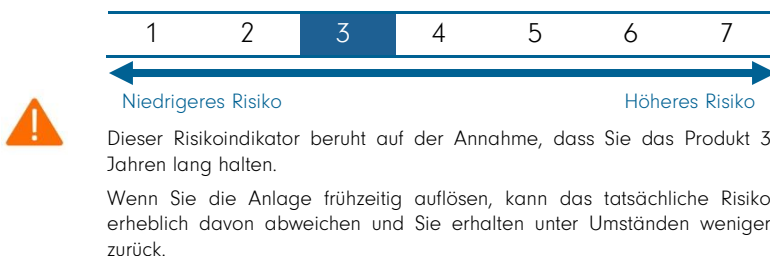 1 2 3 4 5 6 7
Niedrigeres Risiko Höheres Risiko
Dieser Risikoindikator beruht auf der Annahme, dass Sie das Produkt 3
Jahren lang halten.
Wenn Sie die Anlage frühzeitig auflösen, kann das tatsächliche Risiko
erheblich davon abweichen und Sie erhalten unter Umständen weniger
zurück.